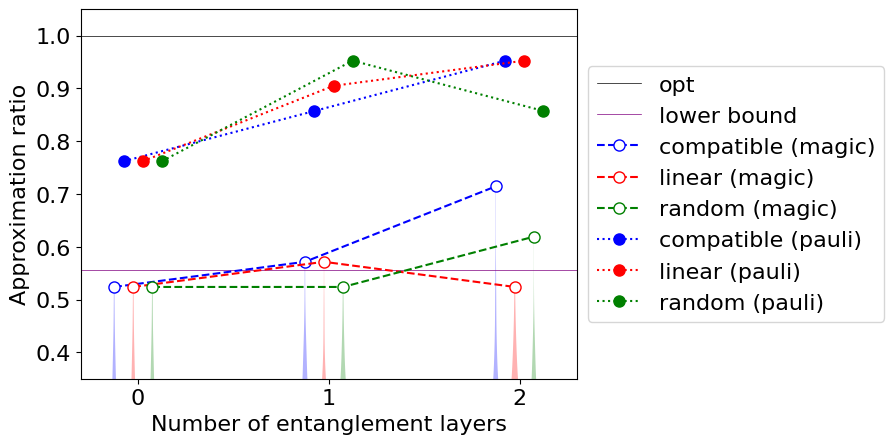 1.0
0.9
0.8
0.7
0.6
0.5
0.4
Approximation ratio
0
1
2
Number of entanglement layers
opt
lower bound
compatible (magic)
linear (magic)
random (magic)
compatible (pauli)
linear (pauli)
random (pauli)